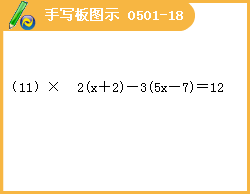 手写板图示 0501-18
(11) × 2(x+2)-3(5x-7)=12